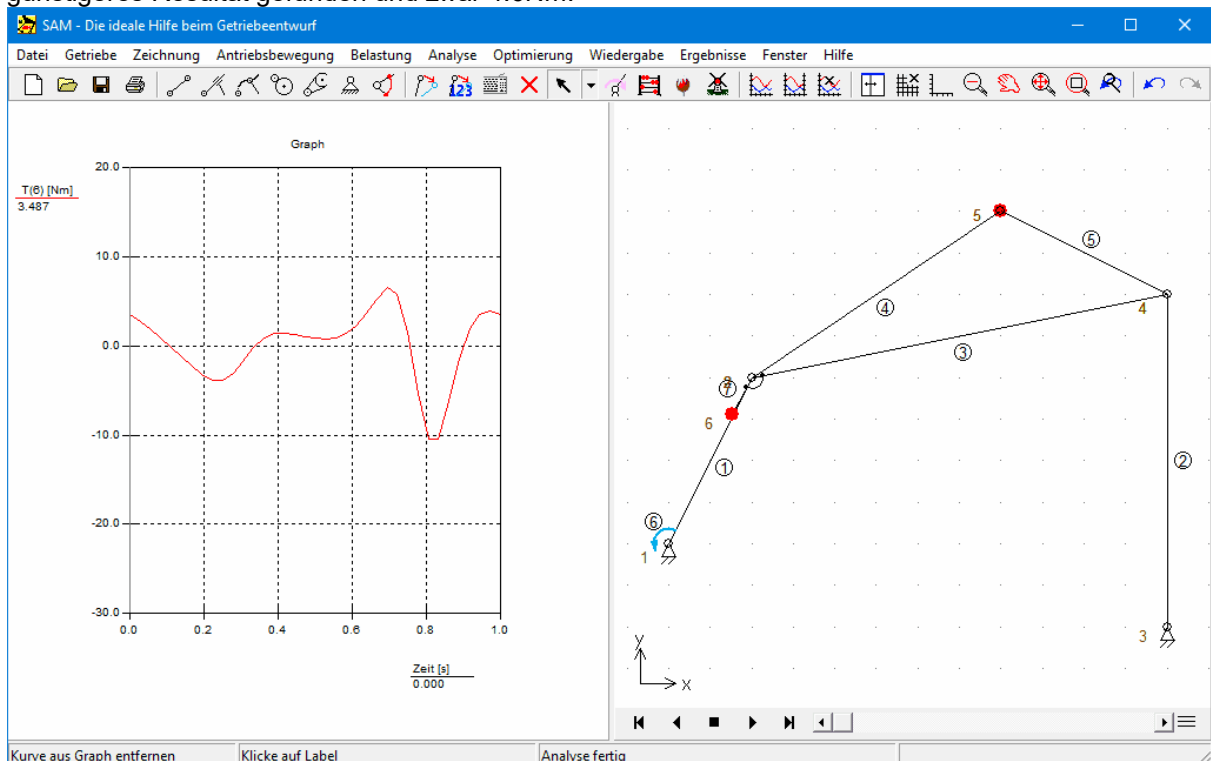 SAM - Die ideale Hilfe beim Getriebeentwurf
Datei Getriebe Zeichnung Antriebsbewegung Belastung Analyse Optimierung Wiedergabe Ergebnisse Fenster Hilfe
123
Graph
T(6) [Nm]
3.487
20.0
10.0
0.0
-10.0
-20.0
-30.0
0.0 0.2 0.4 0.6 0.8 1.0
Zeit [s]
0.000
5
5
4
4
3
7
6
1
2
6
1
3
y
x
Kurve aus Graph entfernen Klicke auf Label Analyse fertig